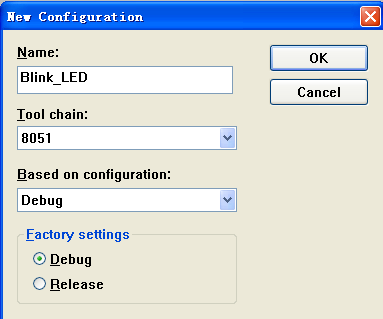 New Configuration
Name:
OK
Blink_LED
Cancel
Tool chain:
8051
Based on configuration:
Debug
Factory settings
Debug
Release